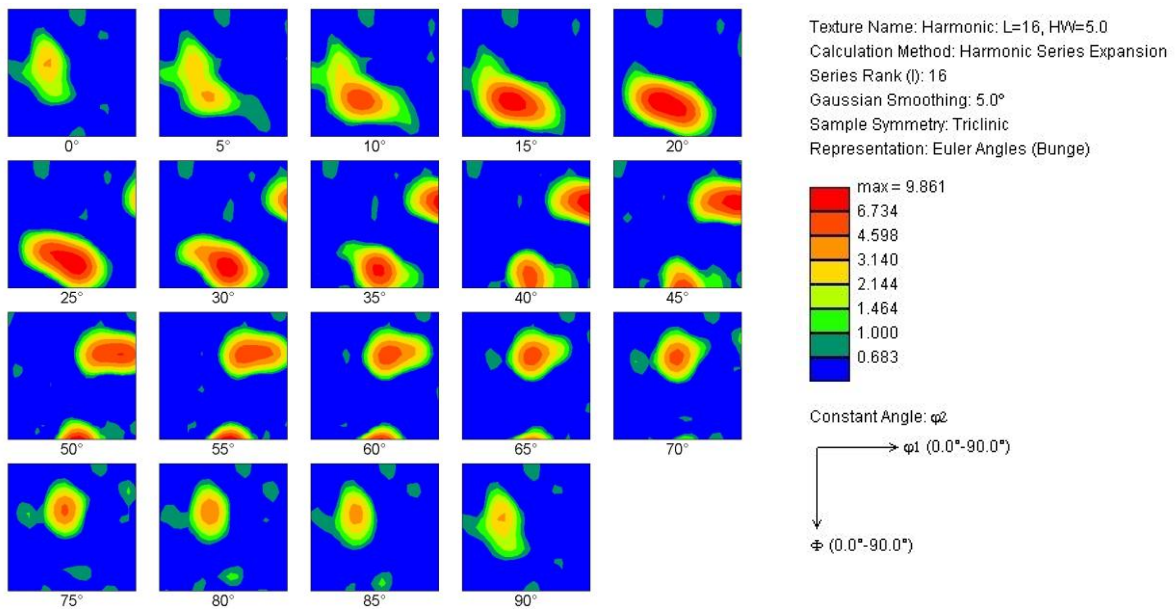 0° 5° 10° 15° 20°
25° 30° 35° 40° 45°
50° 55° 60° 65° 70°
75° 80° 85° 90°
Texture Name: Harmonic: L=16, HW=5.0
Calculation Method: Harmonic Series Expansion
Series Rank (l): 16
Gaussian Smoothing: 5.0°
Sample Symmetry: Triclinic
Representation: Euler Angles (Bunge)
max = 9.861
6.734
4.598
3.140
2.144
1.464
1.000
0.683
Constant Angle: φ2
φ1 (0.0°-90.0°)
Φ (0.0°-90.0°)